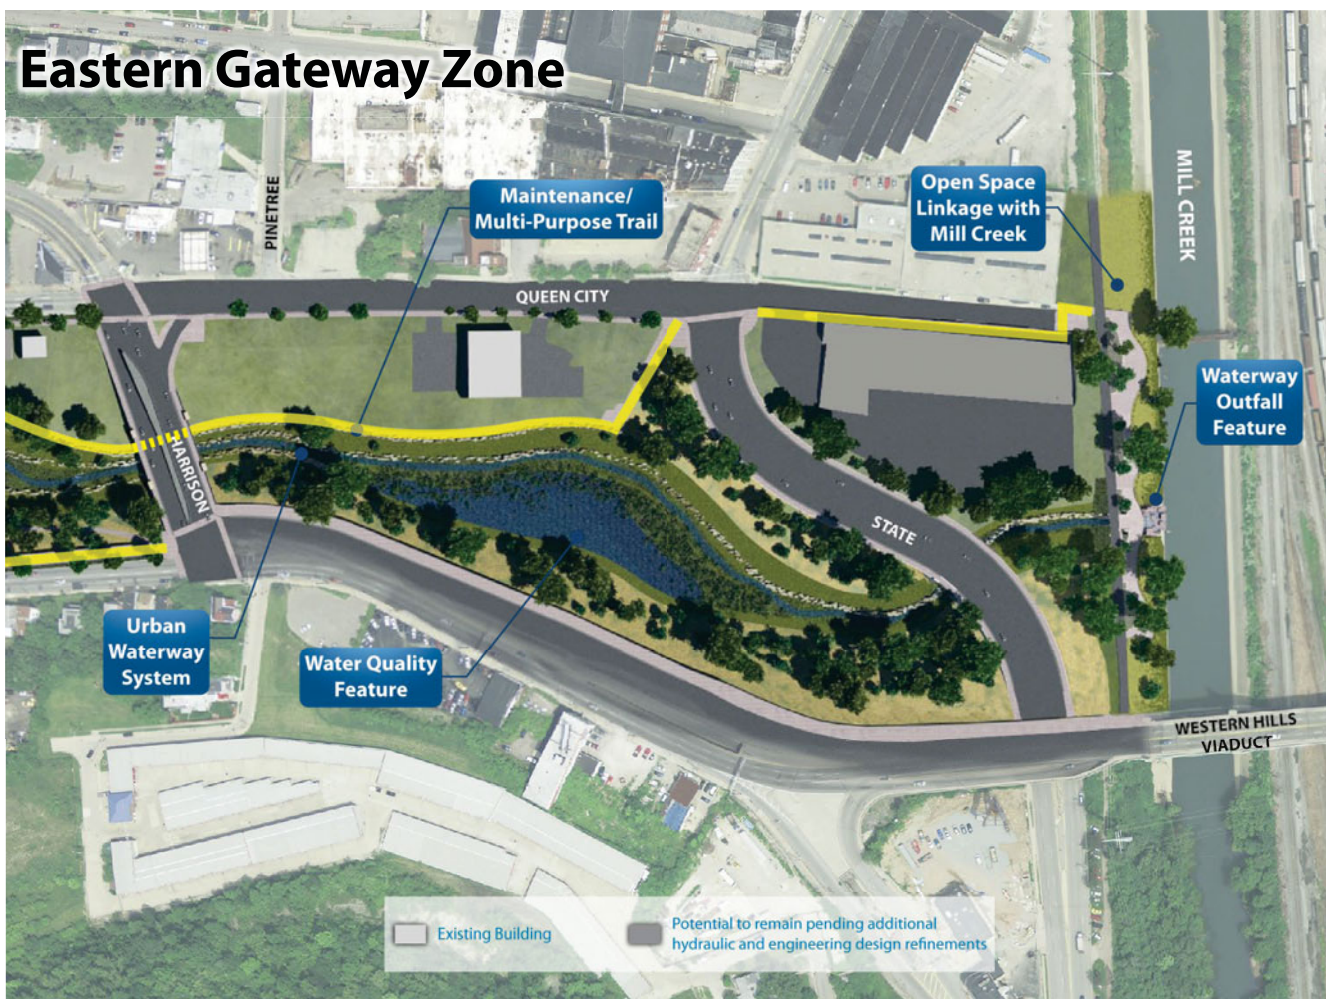 Eastern Gateway Zone
PINETREE
Maintenance/
Multi-Purpose Trail
Open Space
Linkage with
Mill Creek
MILL CREEK
QUEEN CITY
Waterway
Outfall
Feature
HARRISON
STATE
Urban
Waterway
System
Water Quality
Feature
WESTERN HILLS
VIADUCT
Existing Building
Potential to remain pending additional
hydraulic and engineering design refinements